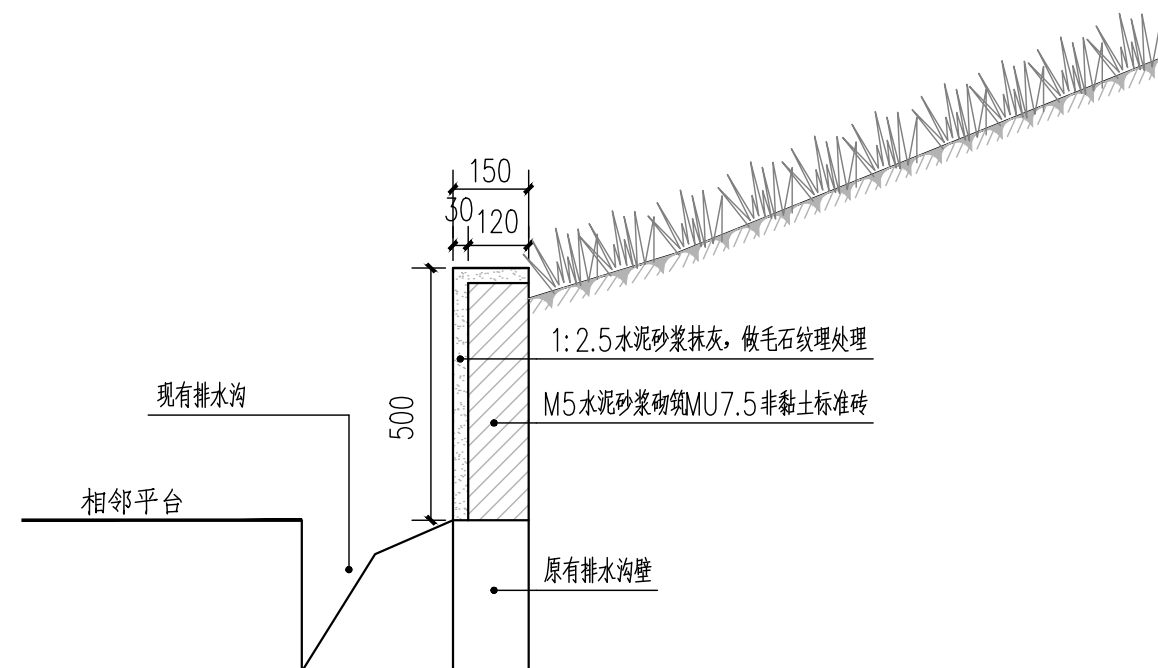 150
30
120
1:2.5水泥砂浆抹灰，做毛石纹理处理
现有排水沟
M5水泥砂浆砌筑MU7.5非黏土标准砖
500
相邻平台
原有排水沟壁